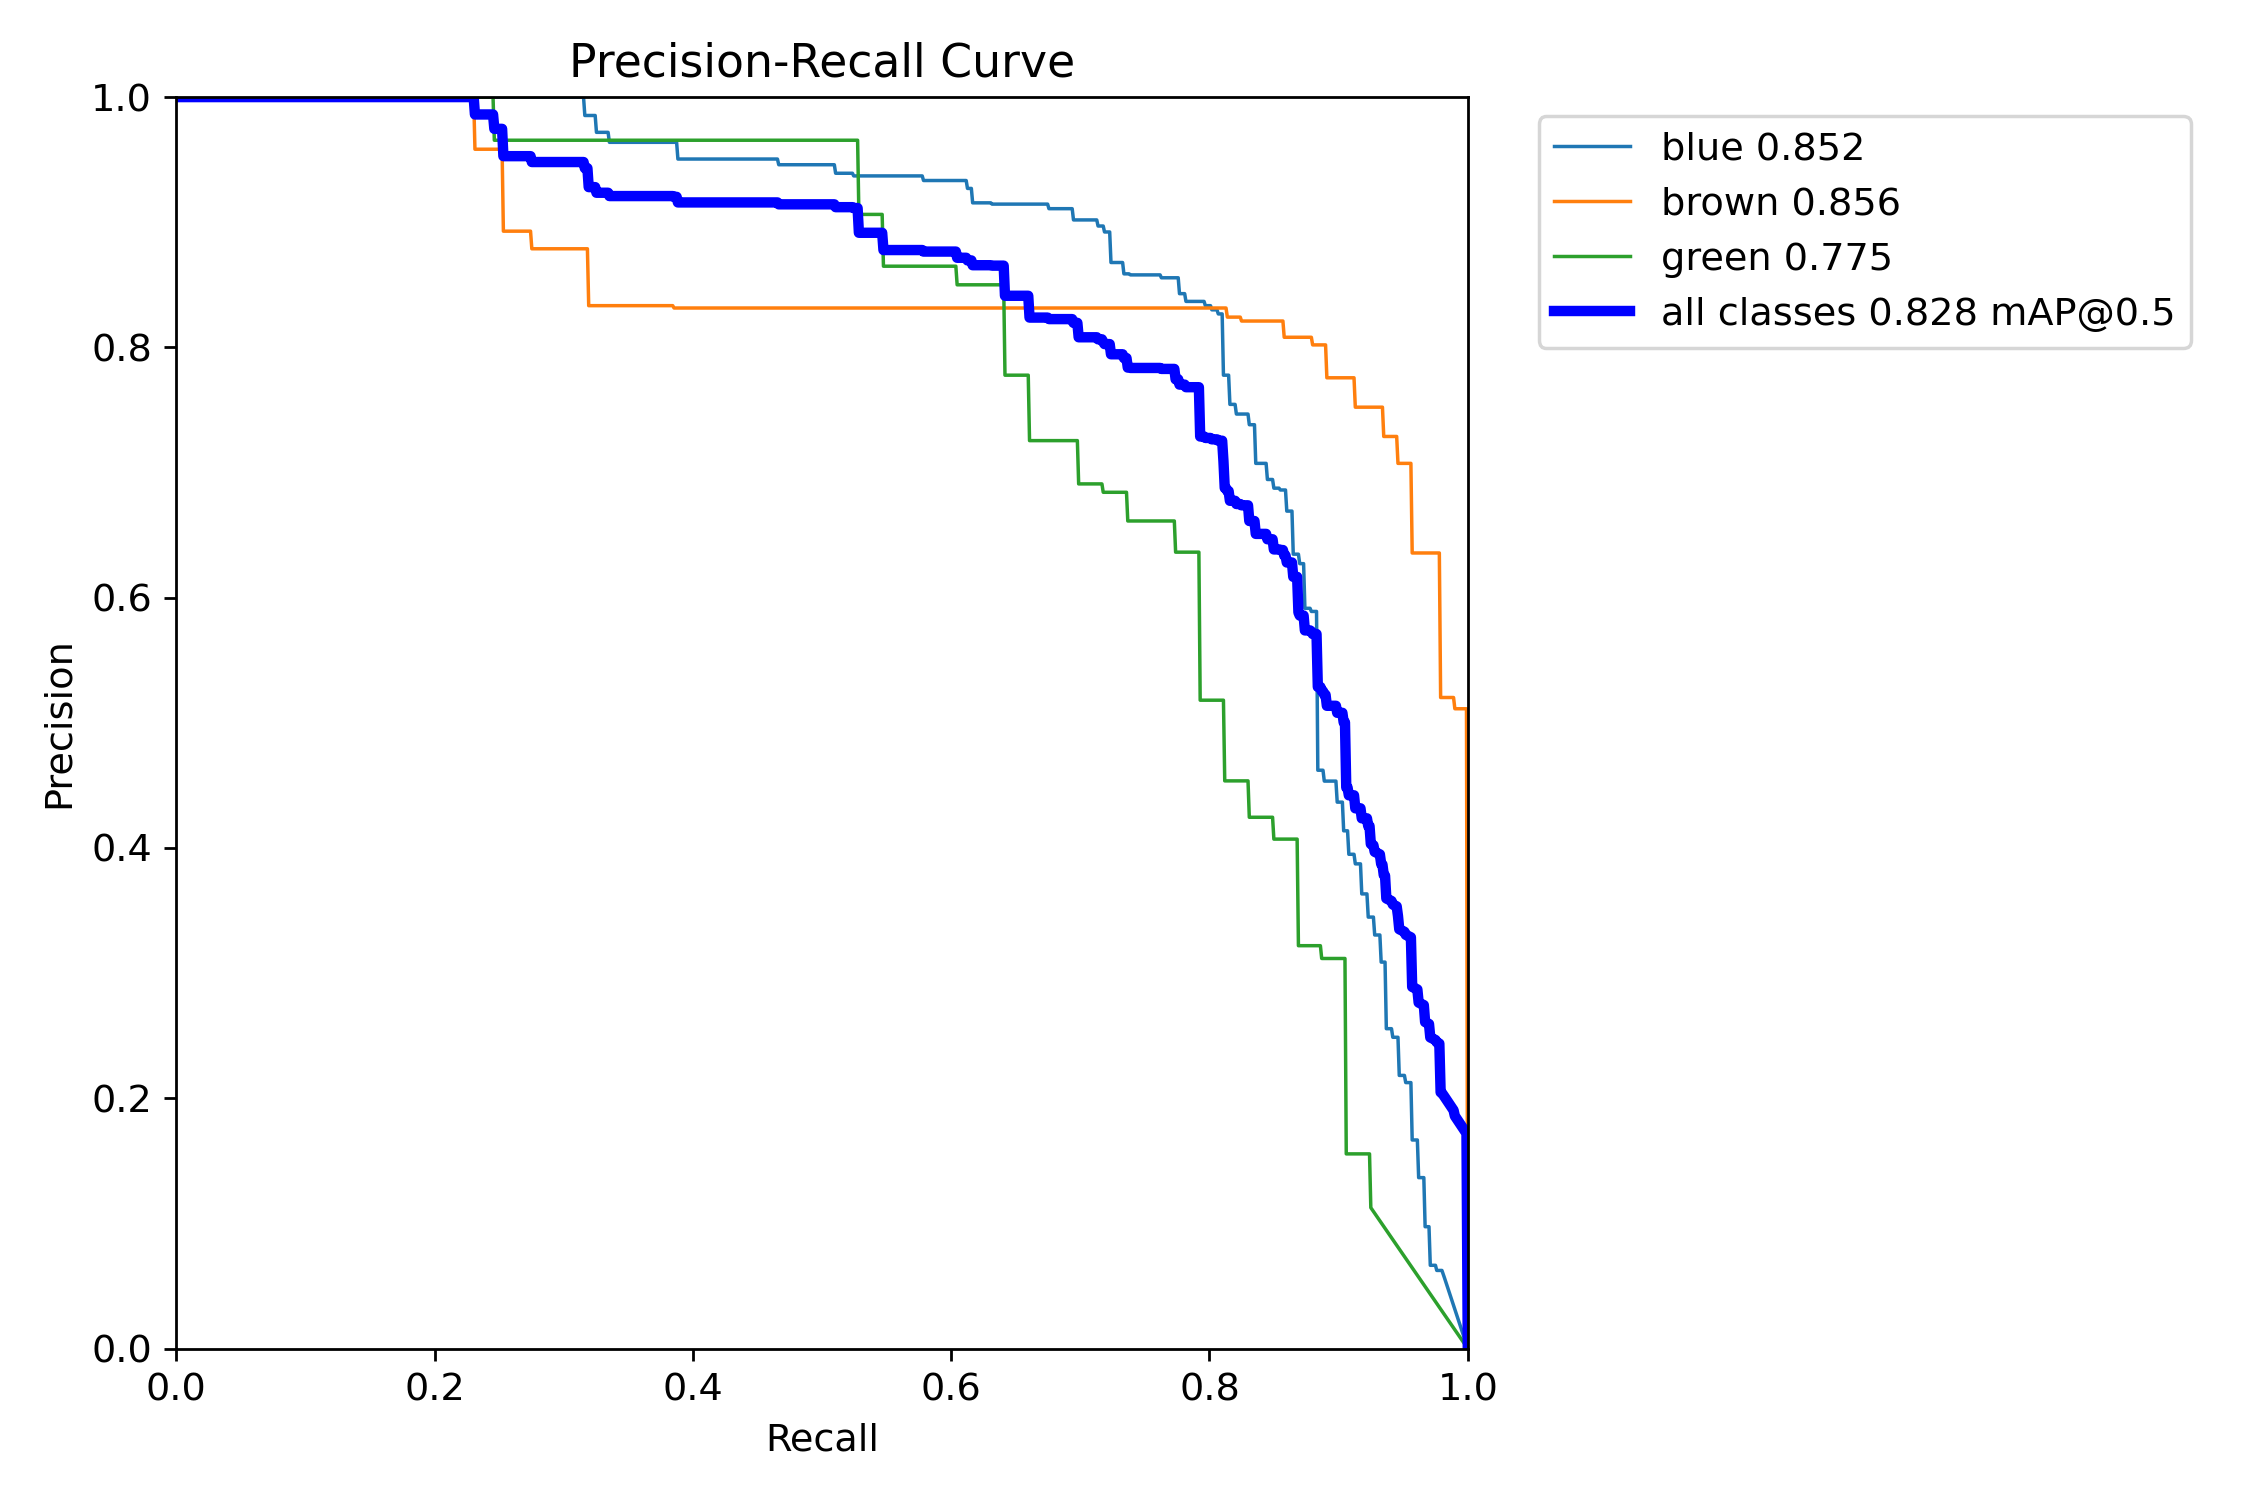 Precision-Recall Curve
1.0
0.8
0.6
0.4
0.2
0.0
Precision
0.0 0.2 0.4 0.6 0.8 1.0
Recall
blue 0.852
brown 0.856
green 0.775
all classes 0.828 mAP@0.5